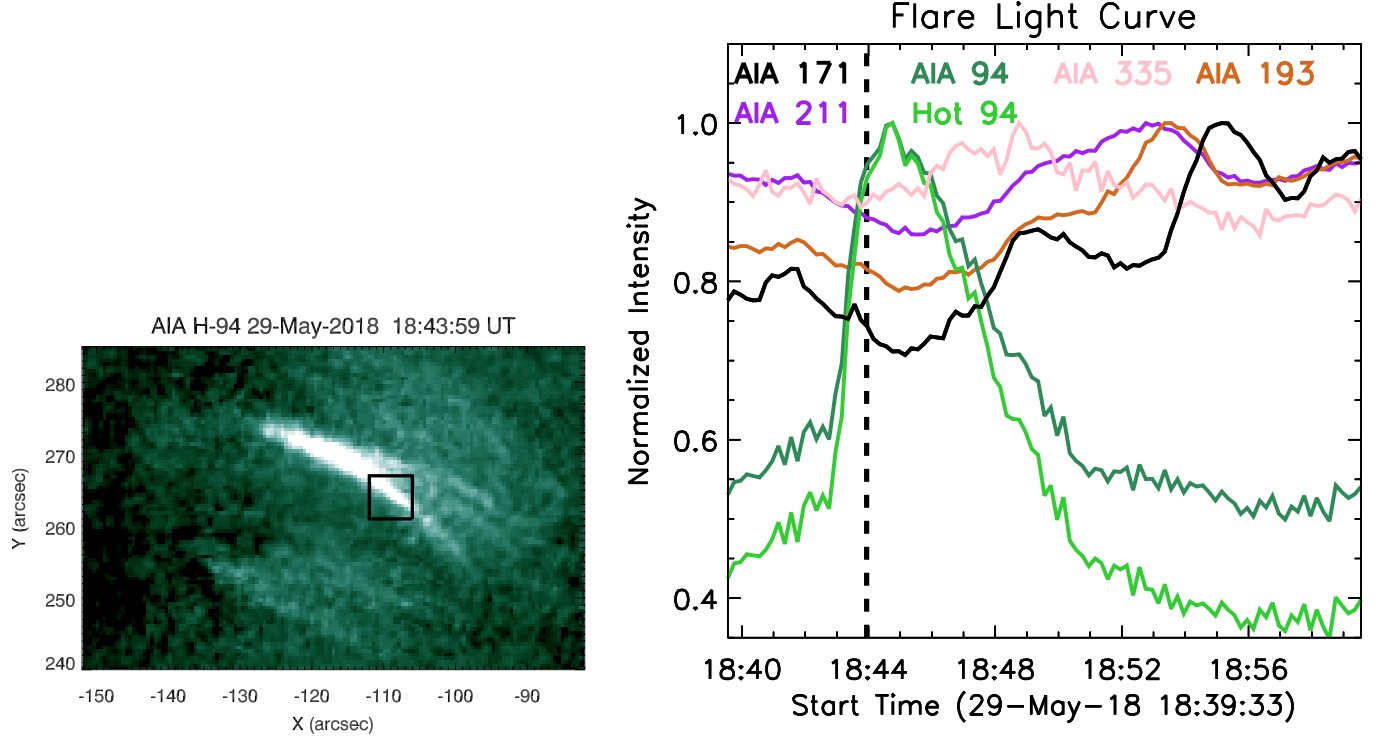 AIA H-94 29-May-2018 18:43:59 UT
280
270
260
250
240
Y (arcsec)
-150 -140 -130 -120 -110 -100 -90
X (arcsec)
Flare Light Curve
AIA 171 AIA 94 AIA 335 AIA 193
AIA 211 Hot 94
1.0
0.8
0.6
0.4
Normalized Intensity
18:40 18:44 18:48 18:52 18:56
Start Time (29-May-18 18:39:33)